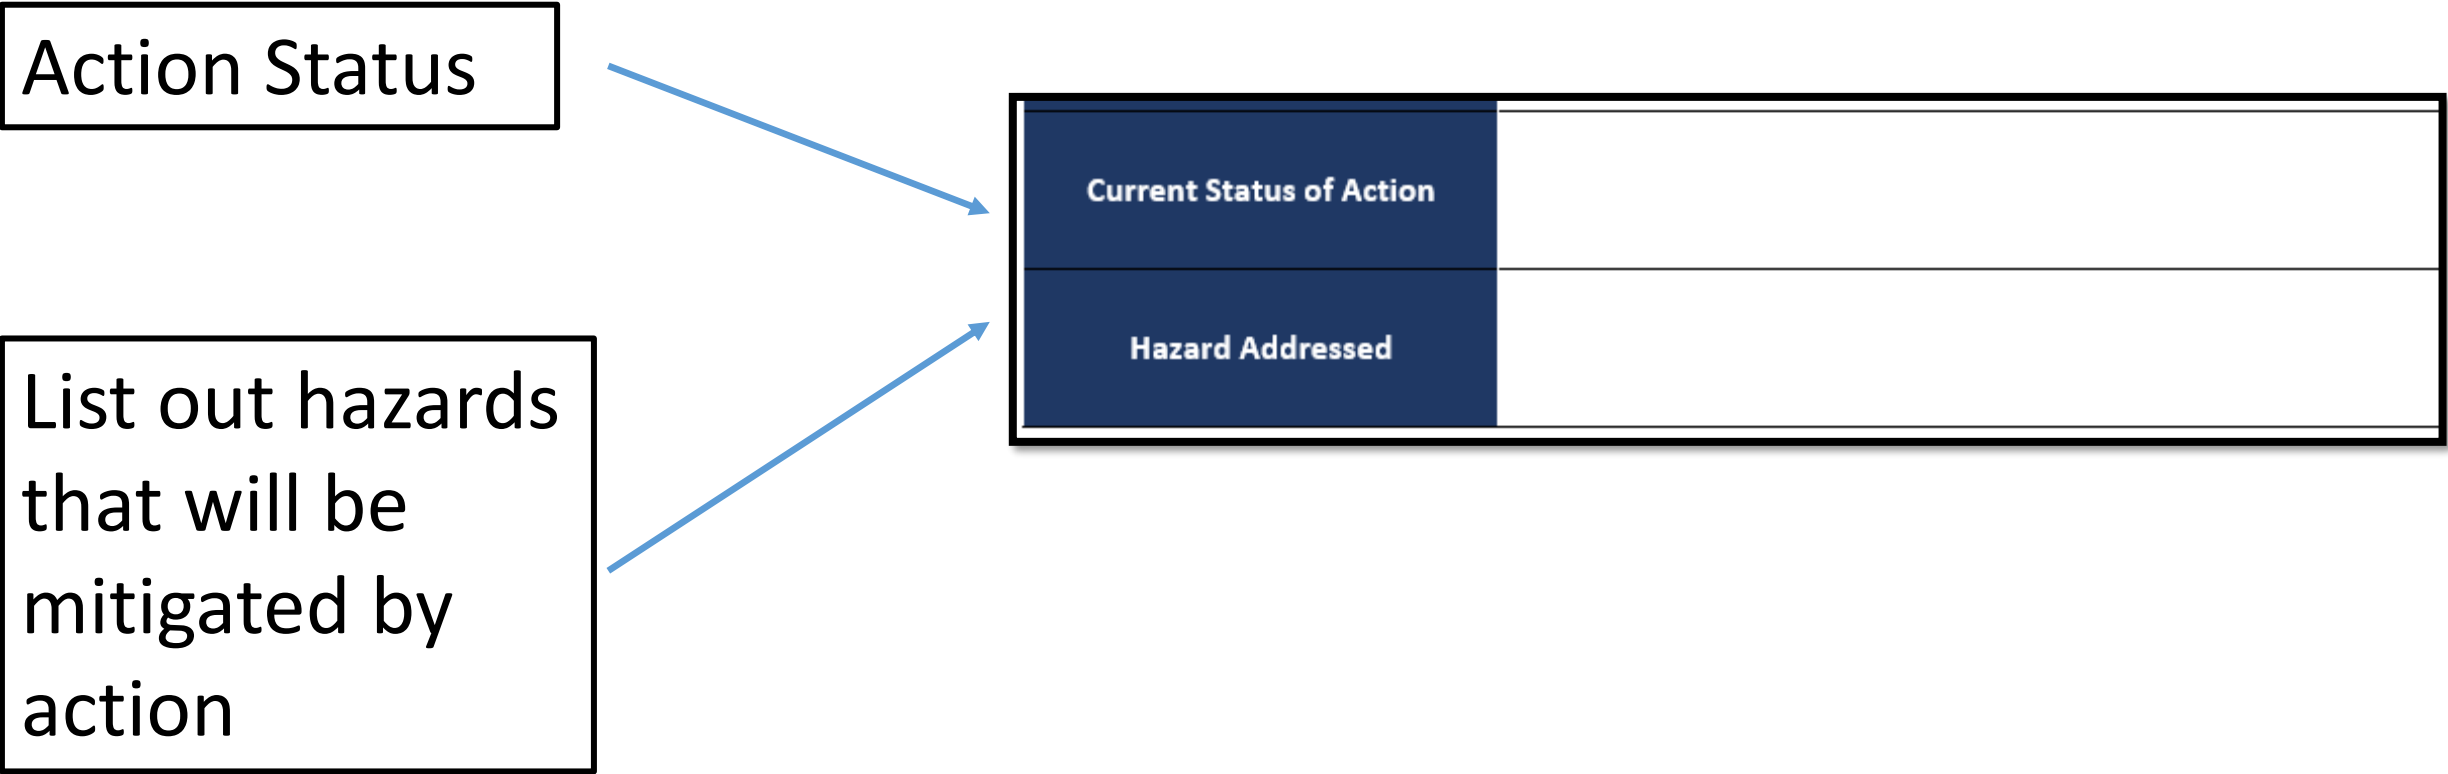 Action Status
Current Status of Action
Hazard Addressed
List out hazards
that will be
mitigated by
action